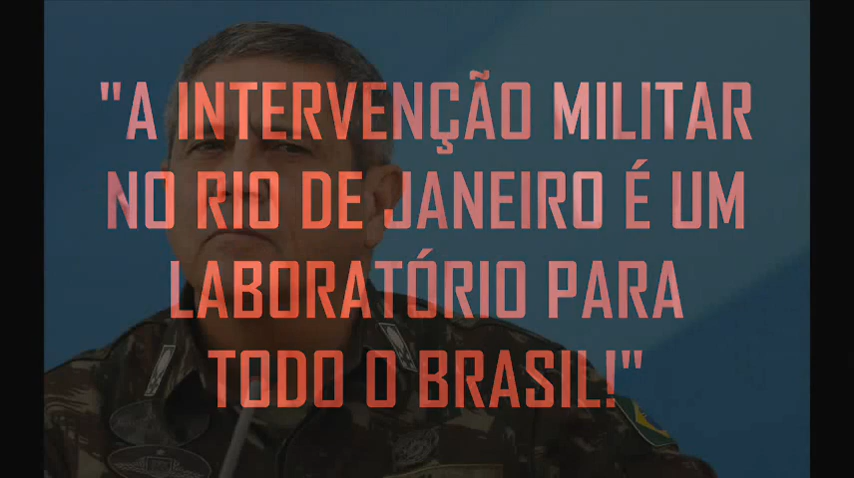 "A INTERVENÇÃO MILITAR
NO RIO DE JANEIRO É UM
LABORATÓRIO PARA
TODO O BRASIL!"